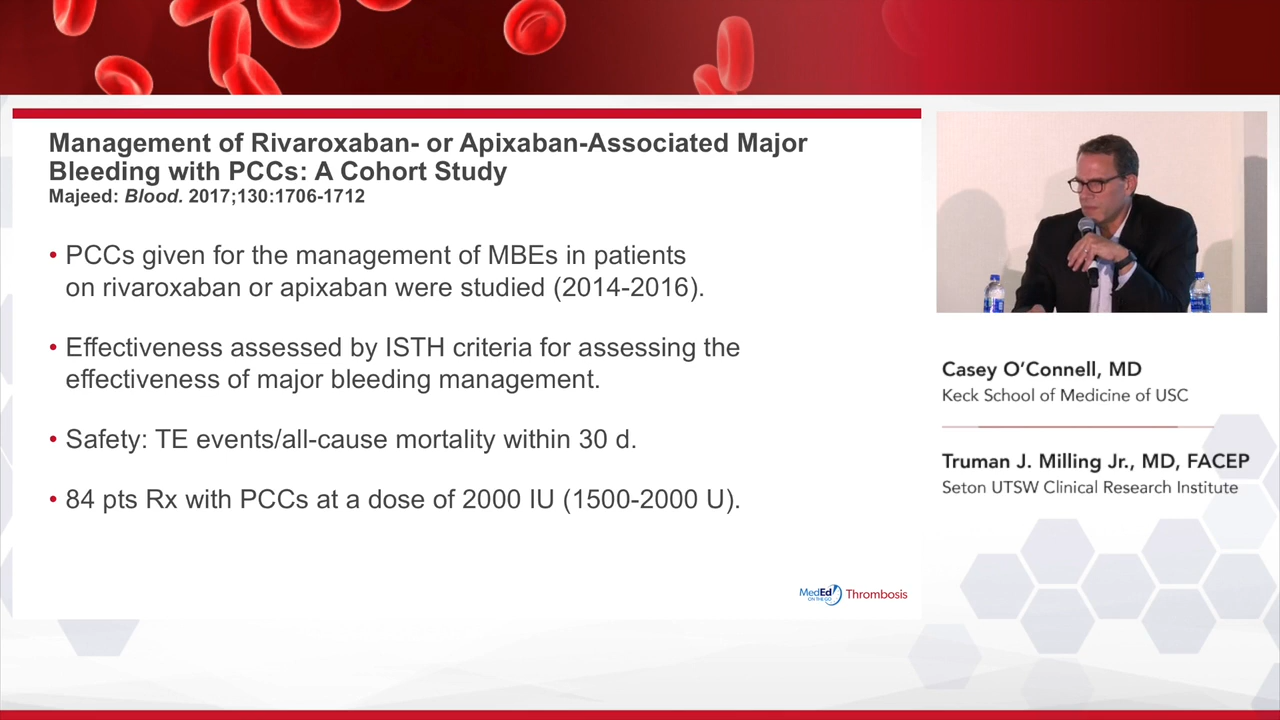 Management of Rivaroxaban- or Apixaban-Associated Major
Bleeding with PCCs: A Cohort Study
Majeed: Blood. 2017;130:1706-1712
• PCCs given for the management of MBEs in patients
on rivaroxaban or apixaban were studied (2014-2016).
• Effectiveness assessed by ISTH criteria for assessing the
effectiveness of major bleeding management.
• Safety: TE events/all-cause mortality within 30 d.
• 84 pts Rx with PCCs at a dose of 2000 IU (1500-2000 U).
MedEd
ON THE GO
Thrombosis
Casey O’Connell, MD
Keck School of Medicine of USC
Truman J. Milling Jr., MD, FACEP
Seton UTSW Clinical Research Institute